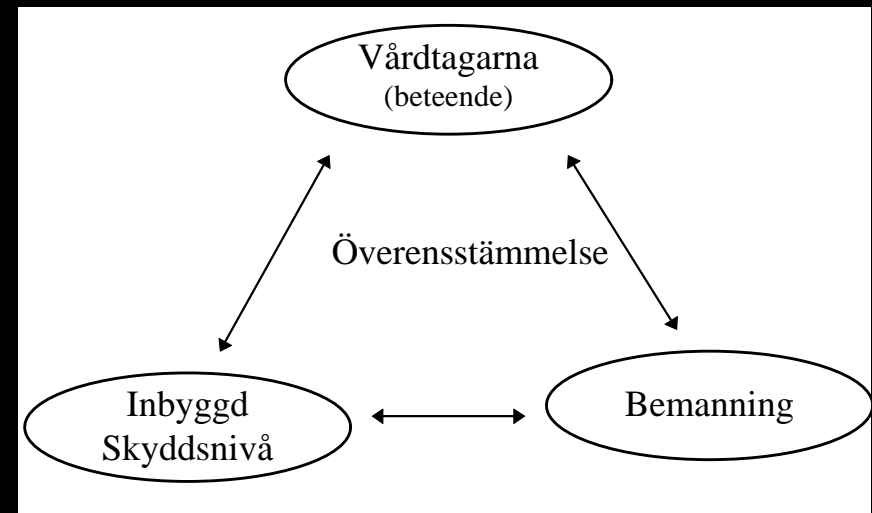 Vårdtagarna
(beteende)
Överensstämmelse
Inbyggd
Skyddsnivå
Bemanning